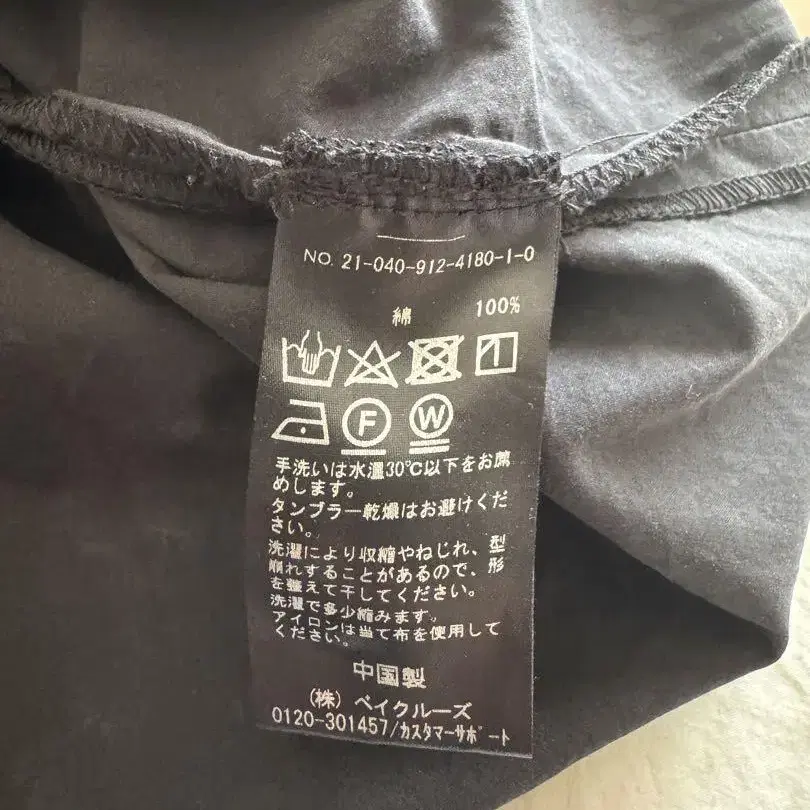 NO. 21-040-912-4180-1-0
綿 100%
F W
手洗いは水温30℃以下をお薦
めします。
タンブラー乾燥はお避けくだ
さい。
洗濯により収縮やねじれ、型
崩れすることがあるので、形
を整えて干してください。
洗濯で多少縮みます。
アイロンは当て布を使用して
ください。
中国製
(株) ベイクルーズ
0120-301457/カスタマーサポート